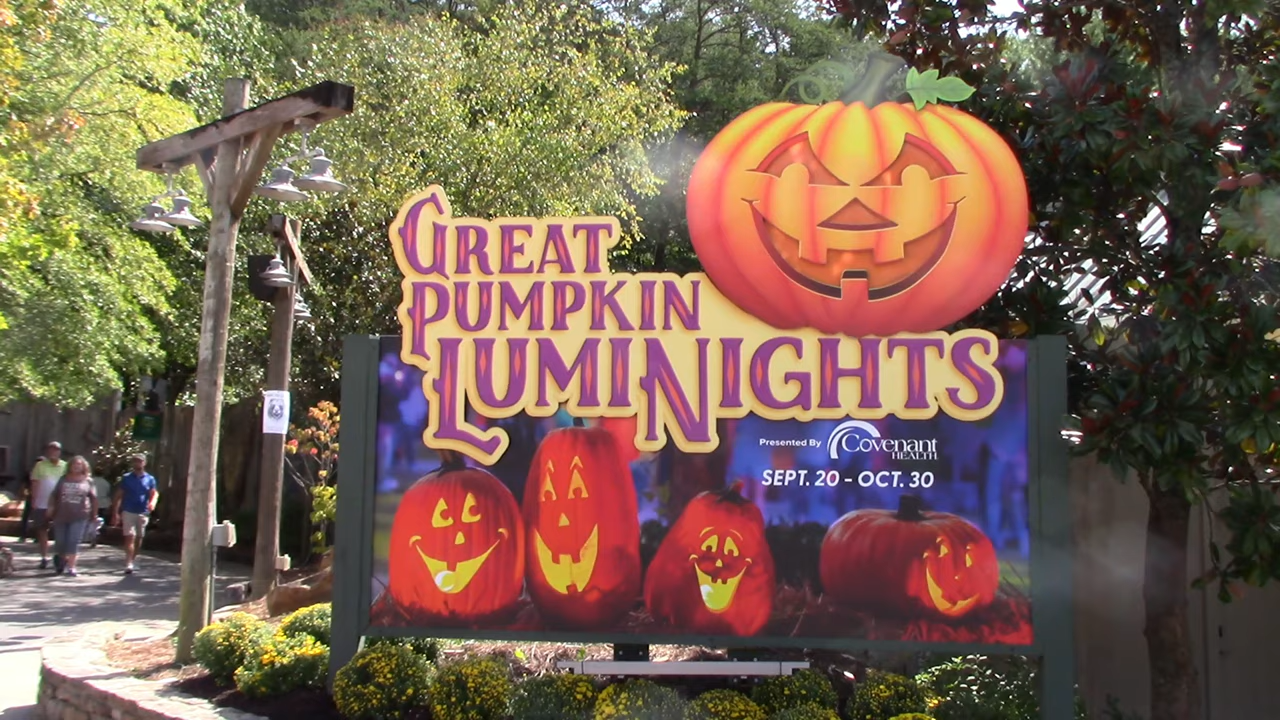 GREAT
PUMPKIN
LUMINIGHTS
Presented By Covenant
HEALTH
SEPT. 20 - OCT. 30